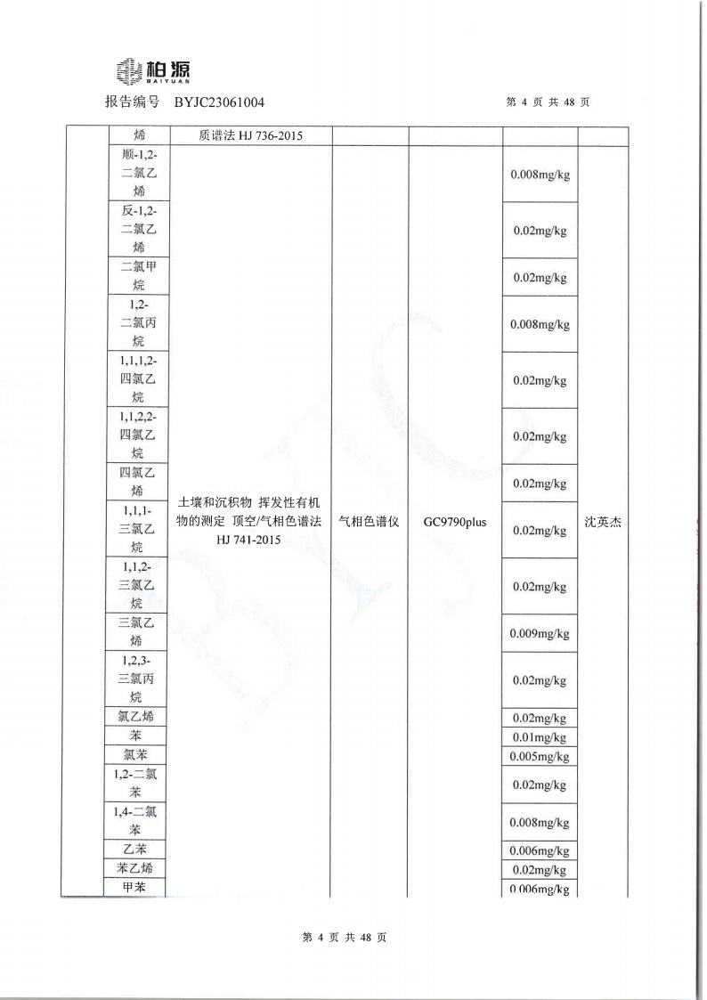 柏源
BAIYUAN
报告编号 BYJC23061004 第 4 页 共 48 页
烯 质谱法 HJ 736-2015
顺-1,2-
二氯乙
烯
0.008mg/kg
反-1,2-
二氯乙
烯
0.02mg/kg
二氯甲
烷
0.02mg/kg
1,2-
二氯丙
烷
0.008mg/kg
1,1,1,2-
四氯乙
烷
0.02mg/kg
1,1,2,2-
四氯乙
烷
0.02mg/kg
四氯乙
烯
0.02mg/kg
土壤和沉积物 挥发性有机
物的测定 顶空/气相色谱法
HJ 741-2015
气相色谱仪
GC9790plus
沈英杰
1,1,1-
三氯乙
烷
0.02mg/kg
1,1,2-
三氯乙
烷
0.02mg/kg
三氯乙
烯
0.009mg/kg
1,2,3-
三氯丙
烷
0.02mg/kg
氯乙烯 0.02mg/kg
苯 0.01mg/kg
氯苯 0.005mg/kg
1,2-二氯
苯
0.02mg/kg
1,4-二氯
苯
0.008mg/kg
乙苯 0.006mg/kg
苯乙烯 0.02mg/kg
甲苯 0.006mg/kg
第 4 页 共 48 页